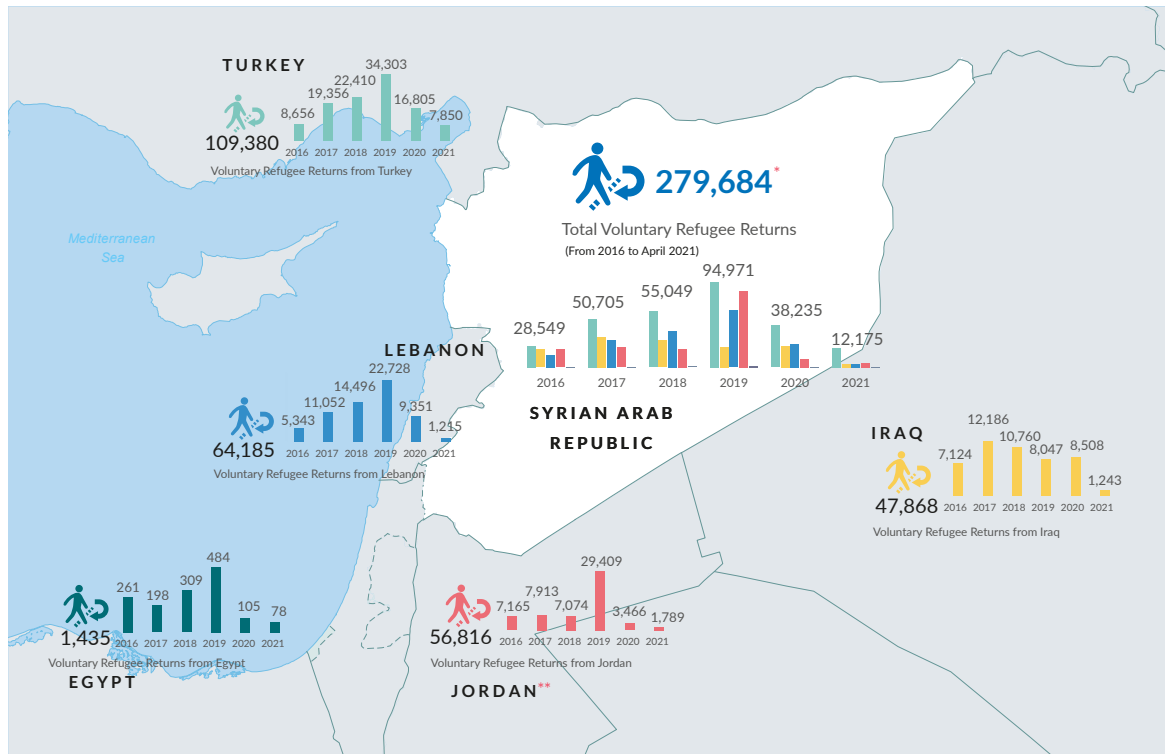 TURKEY
34,303
22,410
19,356
16,805
8,656
7,850
109,380
2016 2017 2018 2019 2020 2021
Voluntary Refugee Returns from Turkey
279,684*
Total Voluntary Refugee Returns
(From 2016 to April 2021)
94,971
55,049
50,705
38,235
28,549
12,175
2016 2017 2018 2019 2020 2021
SYRIAN ARAB
REPUBLIC
Mediterranean
Sea
LEBANON
22,728
14,496
11,052
9,351
5,343
1,215
64,185
2016 2017 2018 2019 2020 2021
Voluntary Refugee Returns from Lebanon
IRAQ
12,186
10,760
7,124
8,047
8,508
1,243
47,868
2016 2017 2018 2019 2020 2021
Voluntary Refugee Returns from Iraq
484
309
261
198
105
78
1,435
2016 2017 2018 2019 2020 2021
Voluntary Refugee Returns from Egypt
EGYPT
29,409
7,913
7,165
7,074
3,466
1,789
56,816
2016 2017 2018 2019 2020 2021
Voluntary Refugee Returns from Jordan
JORDAN**